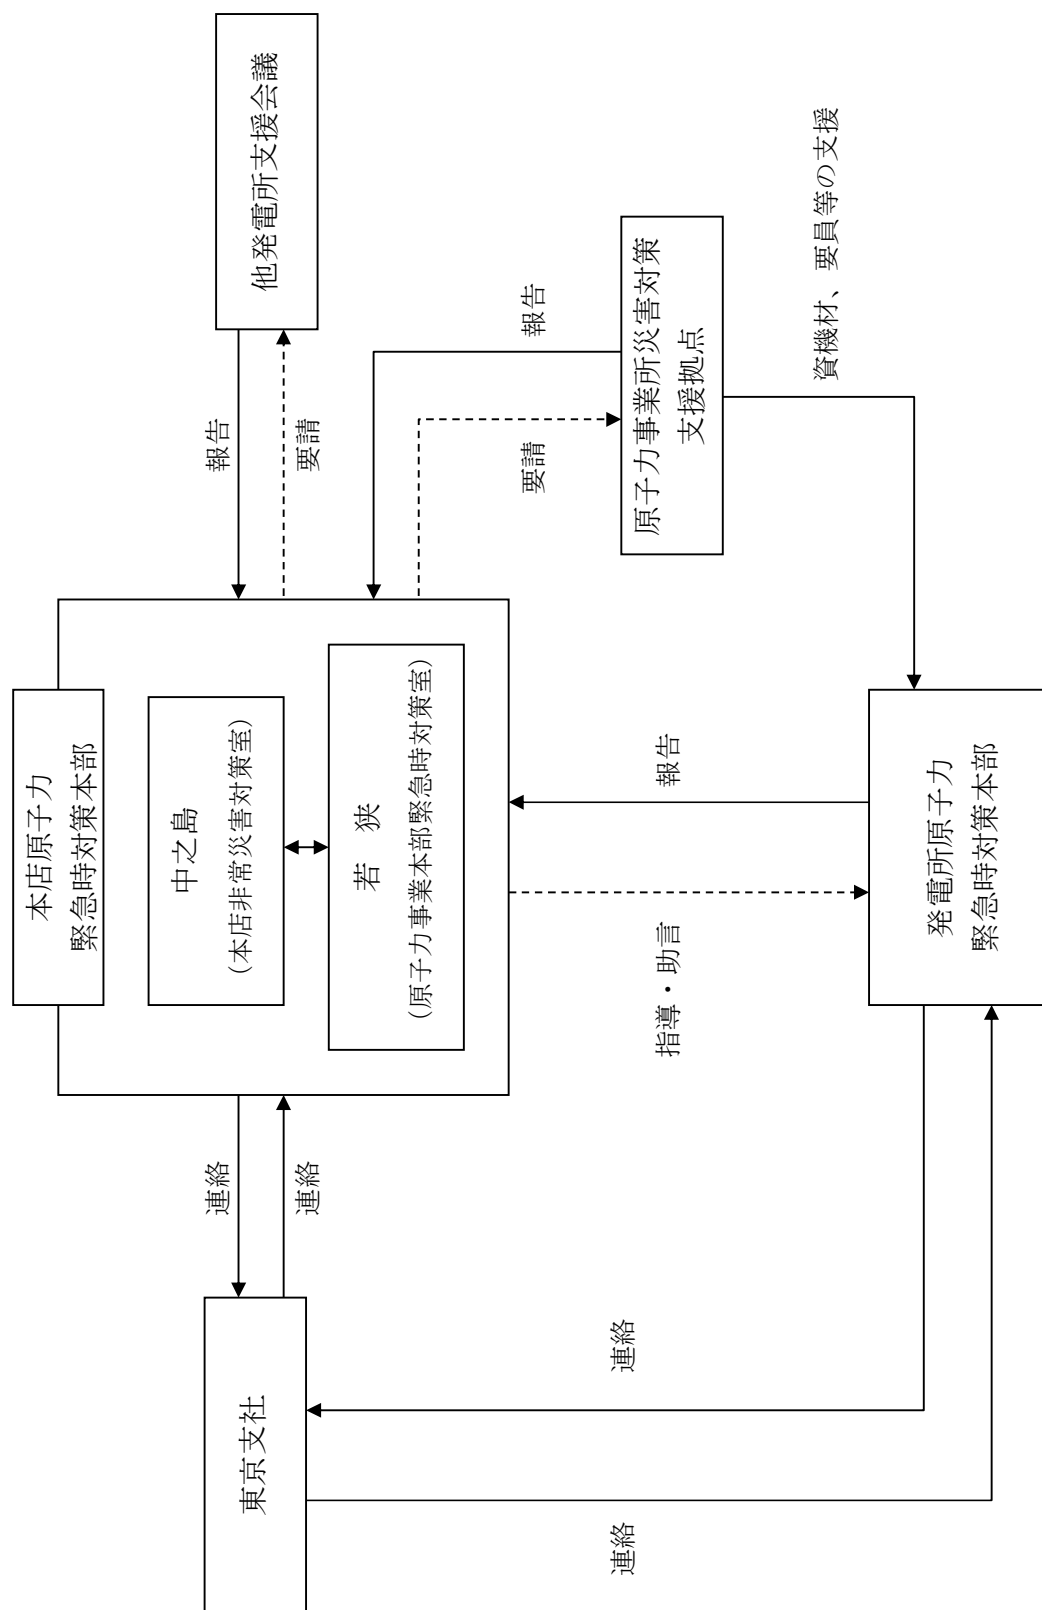 本店原子力
緊急時対策本部
中之島
(本店非常災害対策室)
若 狭
(原子力事業本部緊急時対策室)
東京支社
連絡
連絡
報告
要請
他発電所支援会議
報告
要請
原子力事業所災害対策
支援拠点
資機材、要員等の支援
指導・助言
報告
連絡
連絡
発電所原子力
緊急時対策本部